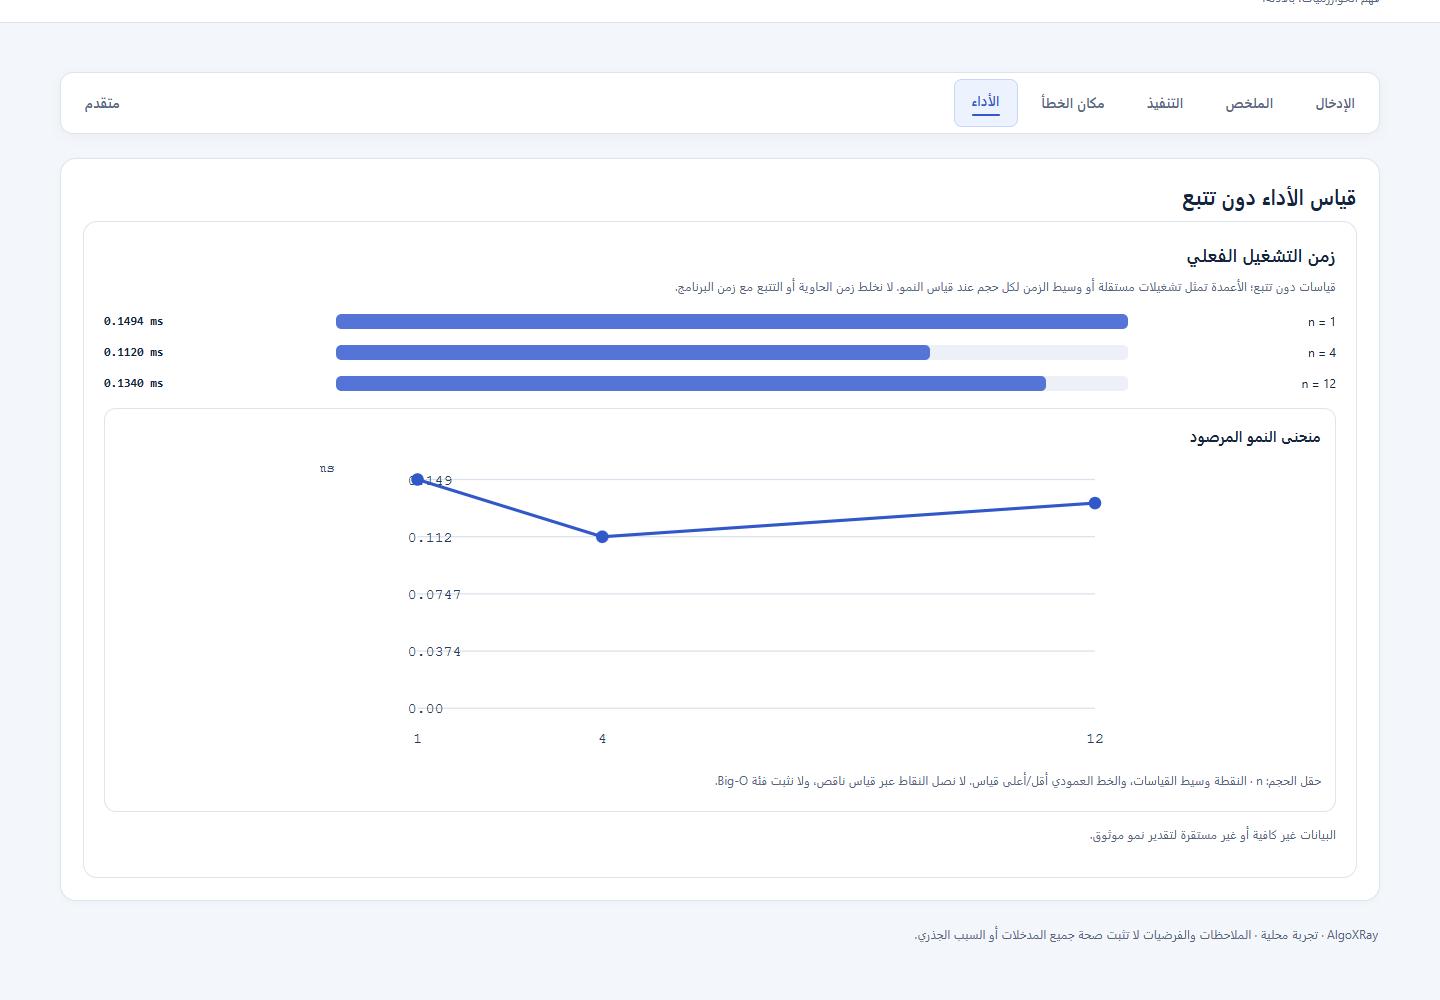 الإدخال الملخص التنفيذ مكان الخطأ الأداء متقدم
قياس الأداء دون تتبع
زمن التشغيل الفعلي
قياسات دون تتبع؛ الأعمدة تمثل تشغيلات مستقلة أو وسيط الزمن لكل حجم عند قياس النمو. لا نخلط زمن الحاوية أو التتبع مع زمن البرنامج.
n = 1 0.1494 ms
n = 4 0.1120 ms
n = 12 0.1340 ms
منحنى النمو المرصود
0.112
0.0747
0.0374
0.00
1 4 12
حقل الحجم: n · النقطة وسيط القياسات، والخط العمودي أقل/أعلى قياس. لا نصل النقاط عبر قياس ناقص، ولا نثبت فئة Big-O.
البيانات غير كافية أو غير مستقرة لتقدير نمو موثوق.
AlgoXRay · تجربة محلية · الملاحظات والفرضيات لا تثبت صحة جميع المدخلات أو السبب الجذري.